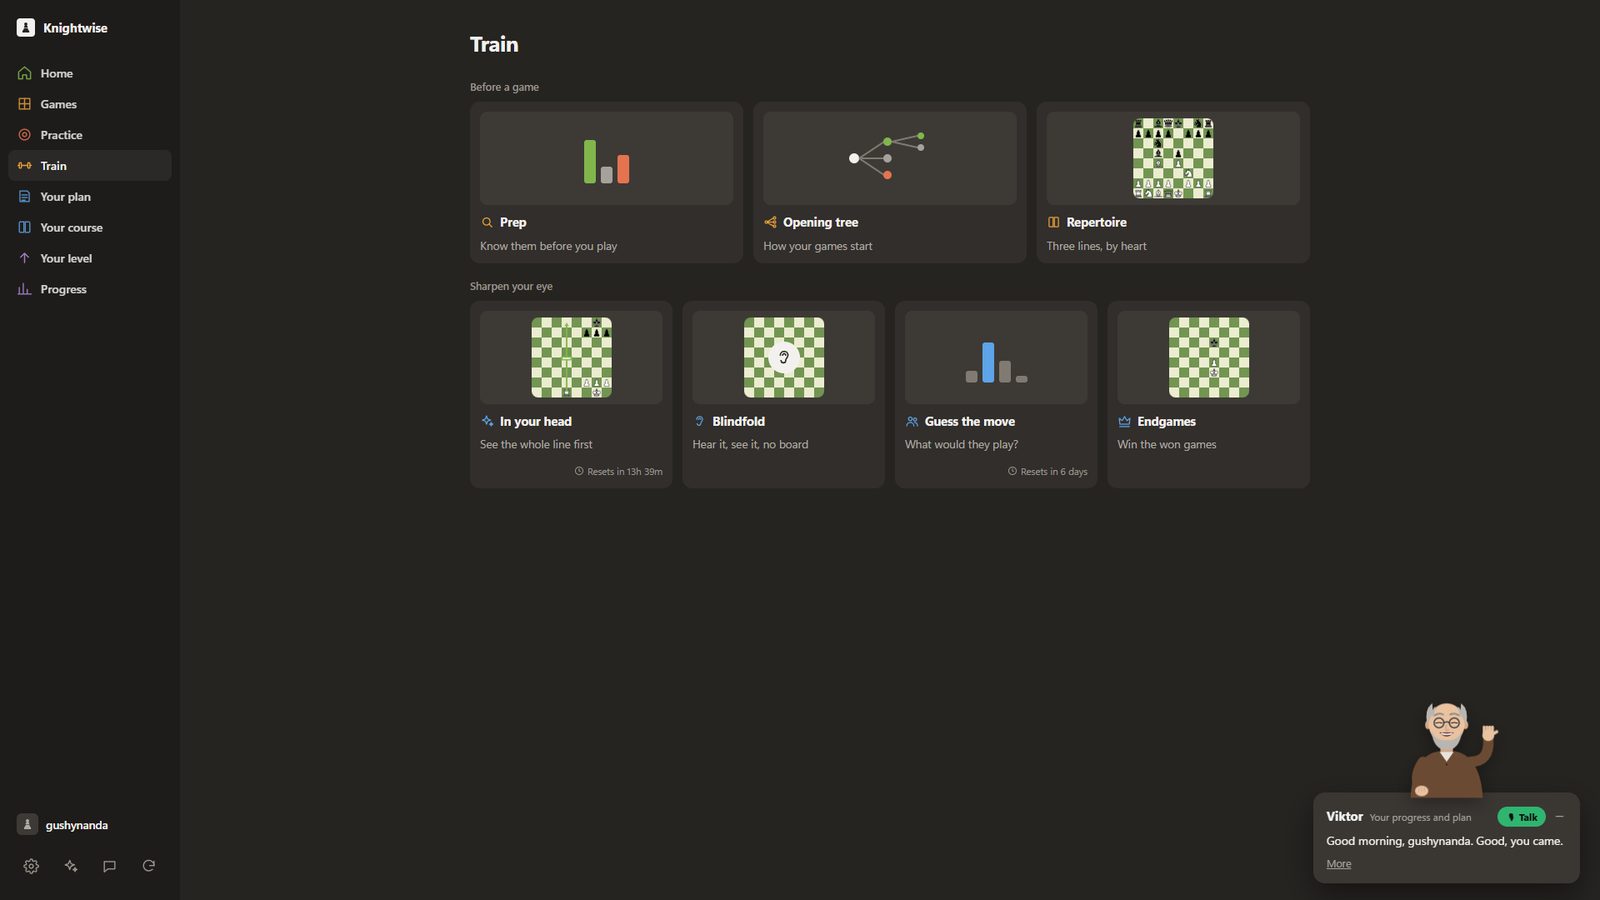 Knightwise
Home
Games
Practice
Train
Your plan
Your course
Your level
Progress
gushynanda
Train
Before a game
Prep
Know them before you play
Opening tree
How your games start
Repertoire
Three lines, by heart
Sharpen your eye
In your head
See the whole line first
Resets in 13h 39m
Blindfold
Hear it, see it, no board
Guess the move
What would they play?
Resets in 6 days
Endgames
Win the won games
Viktor Your progress and plan
Talk
Good morning, gushynanda. Good, you came.
More